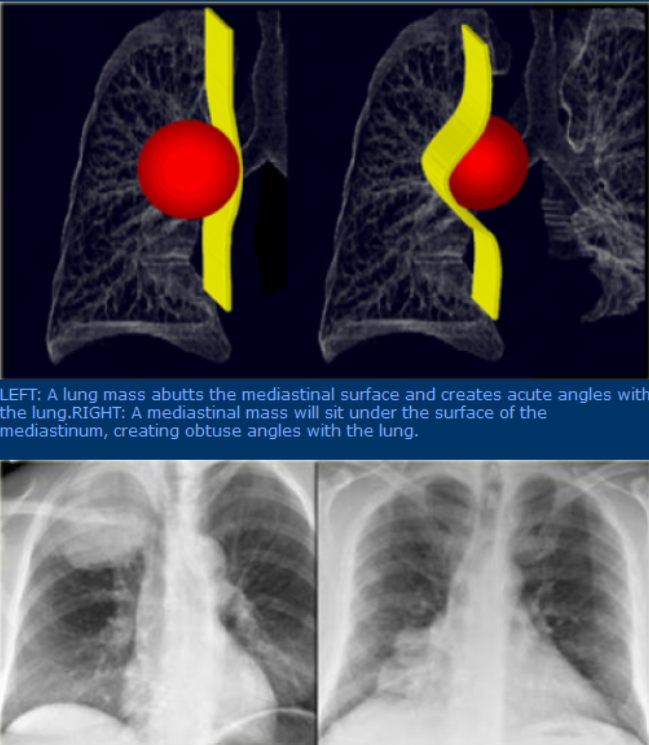 LEFT: A lung mass abutts the mediastinal surface and creates acute angles with
the lung.RIGHT: A mediastinal mass will sit under the surface of the
mediastinum, creating obtuse angles with the lung.